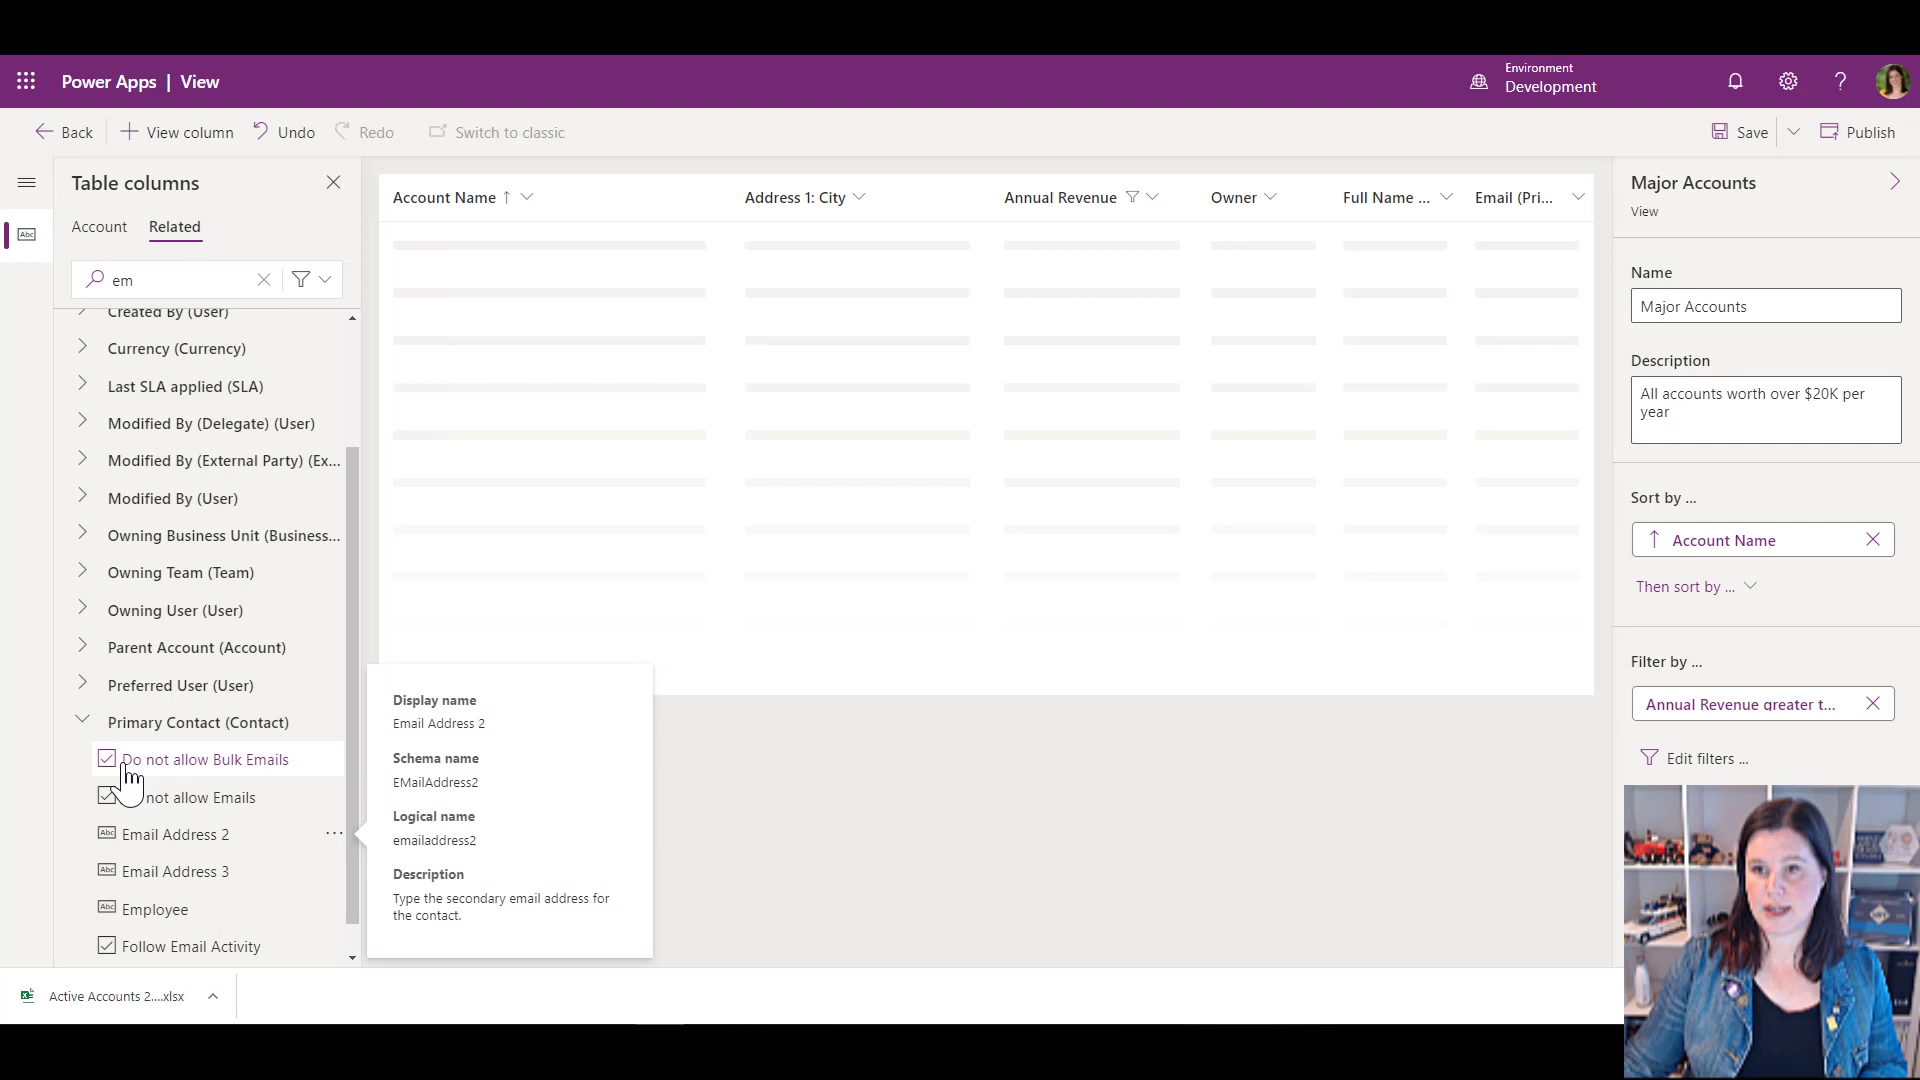 Power Apps | View
Environment
Development
?
Back
View column
Undo
Redo
Switch to classic
Save
Publish
Table columns
Account
Related
em
Created By (User)
Currency (Currency)
Last SLA applied (SLA)
Modified By (Delegate) (User)
Modified By (External Party) (Ex...
Modified By (User)
Owning Business Unit (Business...
Owning Team (Team)
Owning User (User)
Parent Account (Account)
Preferred User (User)
Primary Contact (Contact)
Do not allow Bulk Emails
not allow Emails
Abc Email Address 2 ...
Abc Email Address 3
Abc Employee
Follow Email Activity
Abc
Account Name
Address 1: City
Annual Revenue
Owner
Full Name ...
Email (Pri...
Display name
Email Address 2
Schema name
EMailAddress2
Logical name
emailaddress2
Description
Type the secondary email address for
the contact.
Major Accounts
View
Name
Major Accounts
Description
All accounts worth over $20K per
year
Sort by ...
Account Name
Then sort by ...
Filter by ...
Annual Revenue greater t...
Edit filters ...
Active Accounts 2....xlsx